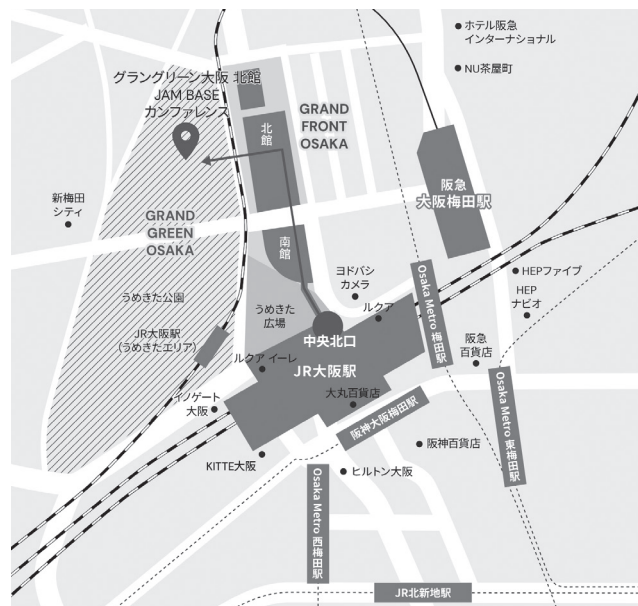 ホテル阪急
インターナショナル
NU茶屋町
グラングリーン大阪 北館
JAM BASE
カンファレンス
GRAND
FRONT
OSAKA
北館
阪急
大阪梅田駅
新梅田
シティ
GRAND
GREEN
OSAKA
南館
ヨドバシ
カメラ
Osaka Metro 梅田駅
HEPファイブ
HEP
ナビオ
うめきた公園
うめきた
広場
ルクア
JR大阪駅
(うめきたエリア)
中央北口
阪急
百貨店
ルクア イーレ
JR大阪駅
大丸百貨店
イノゲート
大阪
阪神大阪梅田駅
Osaka Metro 東梅田駅
阪神百貨店
KITTE大阪
ヒルトン大阪
Osaka Metro 西梅田駅
JR北新地駅